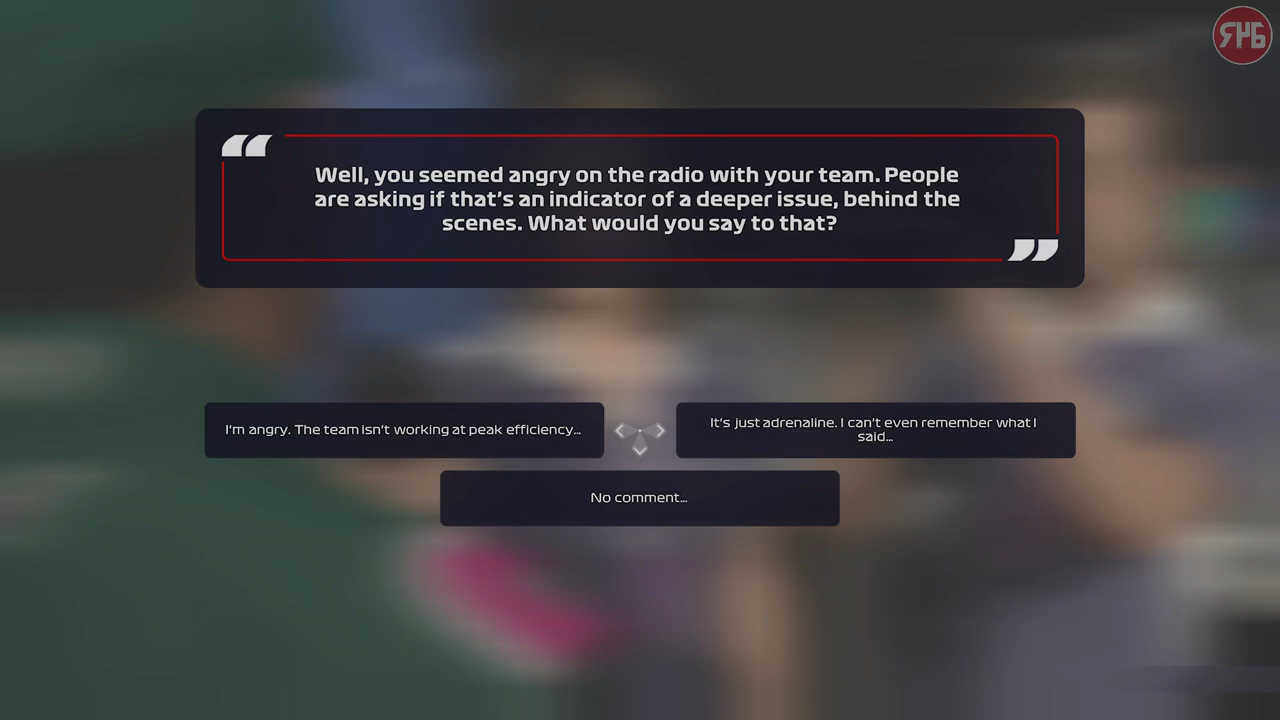 ЯРБ
Well, you seemed angry on the radio with your team. People
are asking if that's an indicator of a deeper issue, behind the
scenes. What would you say to that?
I'm angry. The team isn't working at peak efficiency...
It's just adrenaline. I can't even remember what I
said...
No comment...